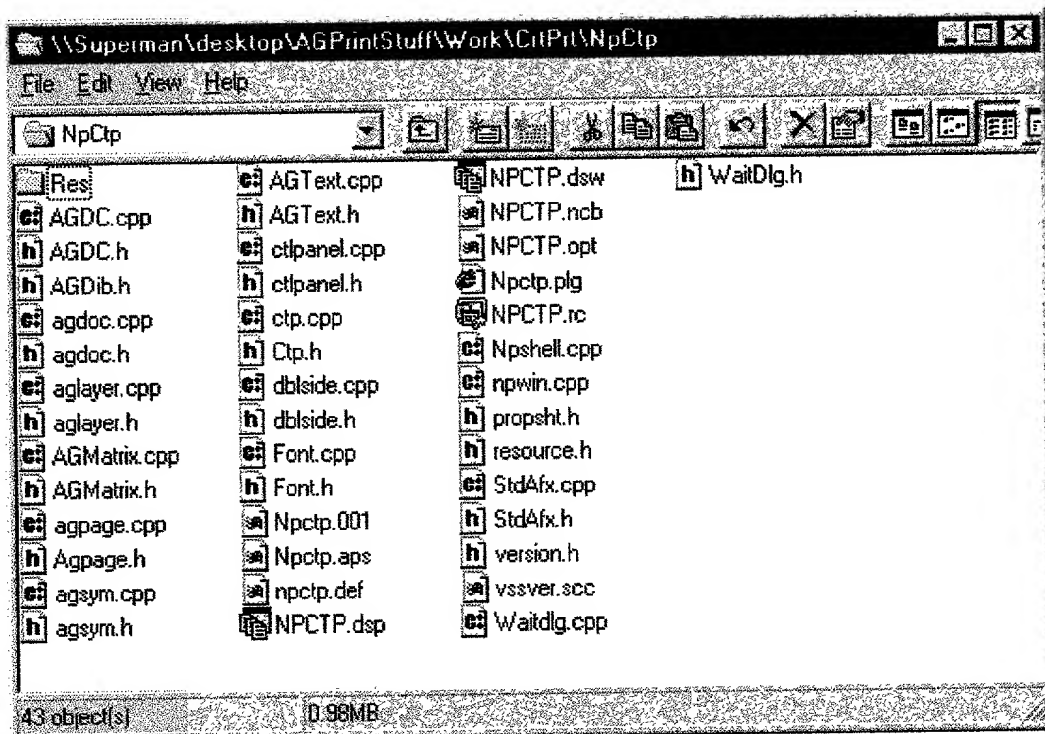 \\Superman\desktop\AGPrintStuff\Work\CrtPrt\NpCtp
File Edit View Help
NpCtp
Res
AGDC.cpp
AGDC.h
AGDib.h
agdoc.cpp
agdoc.h
aglayer.cpp
aglayer.h
AGMatrix.cpp
AGMatrix.h
agpage.cpp
Agpage.h
agsym.cpp
agsym.h
AGText.cpp
AGText.h
ctlpanel.cpp
ctlpanel.h
ctp.cpp
Ctp.h
dblside.cpp
dblside.h
Font.cpp
Font.h
Npctp.001
Npctp.aps
npctp.def
NPCTP.dsp
NPCTP.dsw
NPCTP.ncb
NPCTP.opt
Npctp.plg
NPCTP.rc
Npshell.cpp
npwin.cpp
propsht.h
resource.h
StdAfx.cpp
StdAfx.h
version.h
vssver.scc
Waitdlg.cpp
WaitDlg.h
43 object(s) 0.98MB